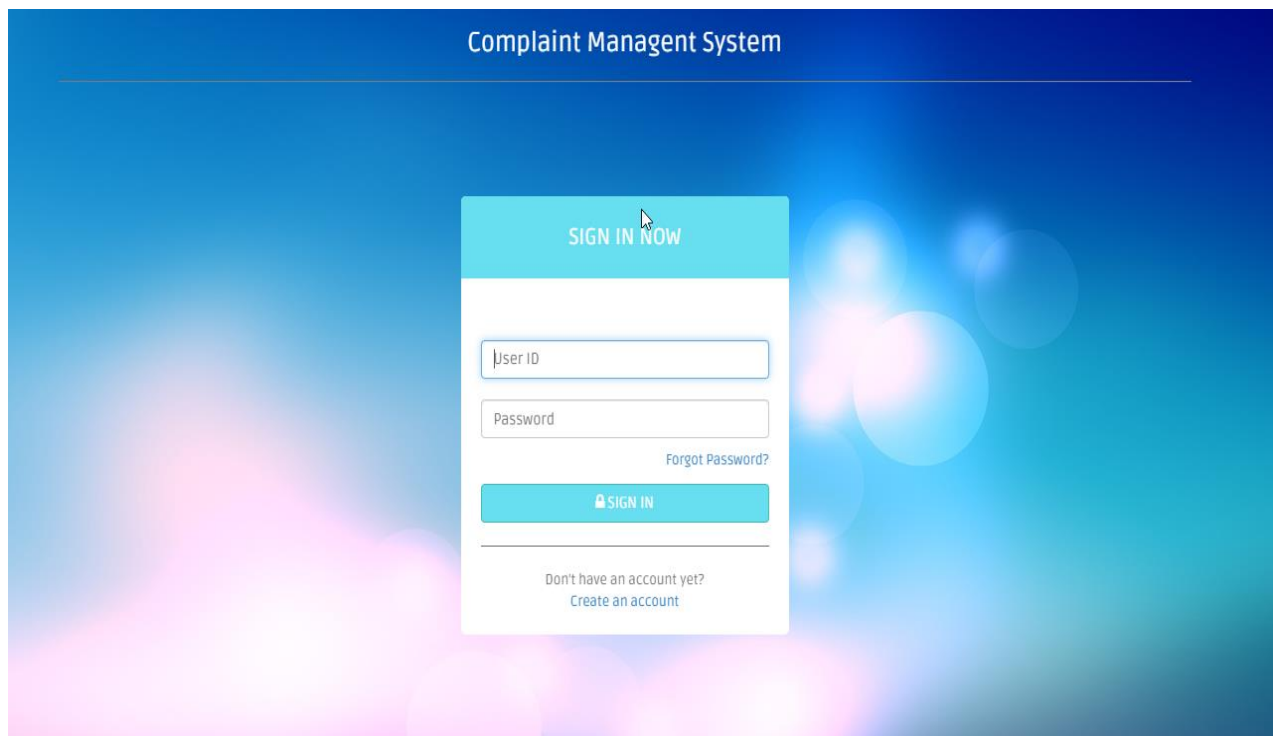 Complaint Managent System
SIGN IN NOW
User ID
Password
Forgot Password?
SIGN IN
Don't have an account yet?
Create an account